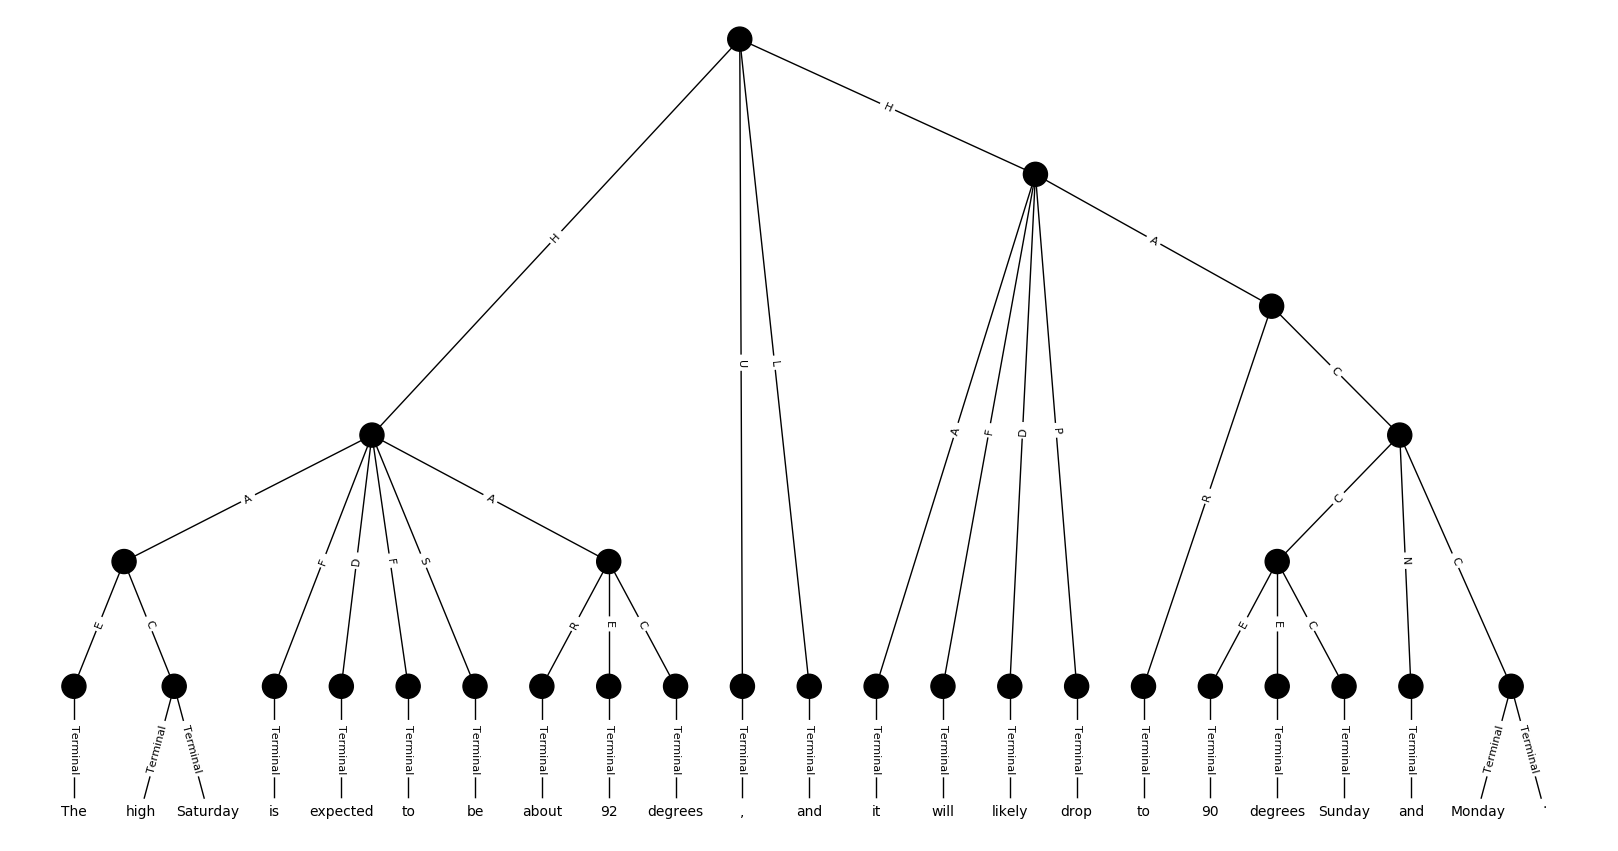 H
H
A
H
U
L
C
A
F
D
P
A
A
R
C
F
D
F
S
N
C
E
C
R
E
C
E
E
C
Terminal Terminal Terminal Terminal Terminal Terminal Terminal Terminal Terminal Terminal Terminal Terminal Terminal Terminal Terminal Terminal Terminal Terminal Terminal Terminal Terminal Terminal Terminal
The high Saturday is expected to be about 92 degrees , and it will likely drop to 90 degrees Sunday and Monday .